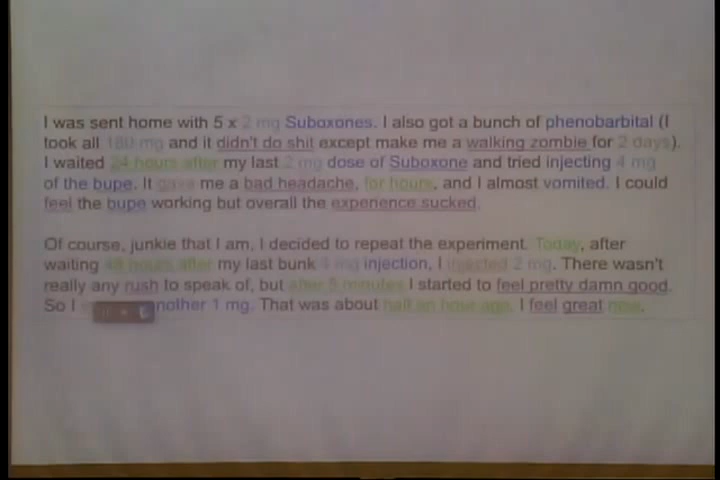 I was sent home with 5 x 2 mg Suboxones. I also got a bunch of phenobarbital (I
took all 180 mg and it didn't do shit except make me a walking zombie for 2 days).
I waited 24 hours after my last 2 mg dose of Suboxone and tried injecting 4 mg
of the bupe. It gave me a bad headache, for hours, and I almost vomited. I could
feel the bupe working but overall the experience sucked.
Of course, junkie that I am, I decided to repeat the experiment. Today, after
waiting 48 hours after my last bunk 4 mg injection, I injected 2 mg. There wasn't
really any rush to speak of, but after 5 minutes I started to feel pretty damn good.
So I nother 1 mg. That was about half an hour ago. I feel great now.